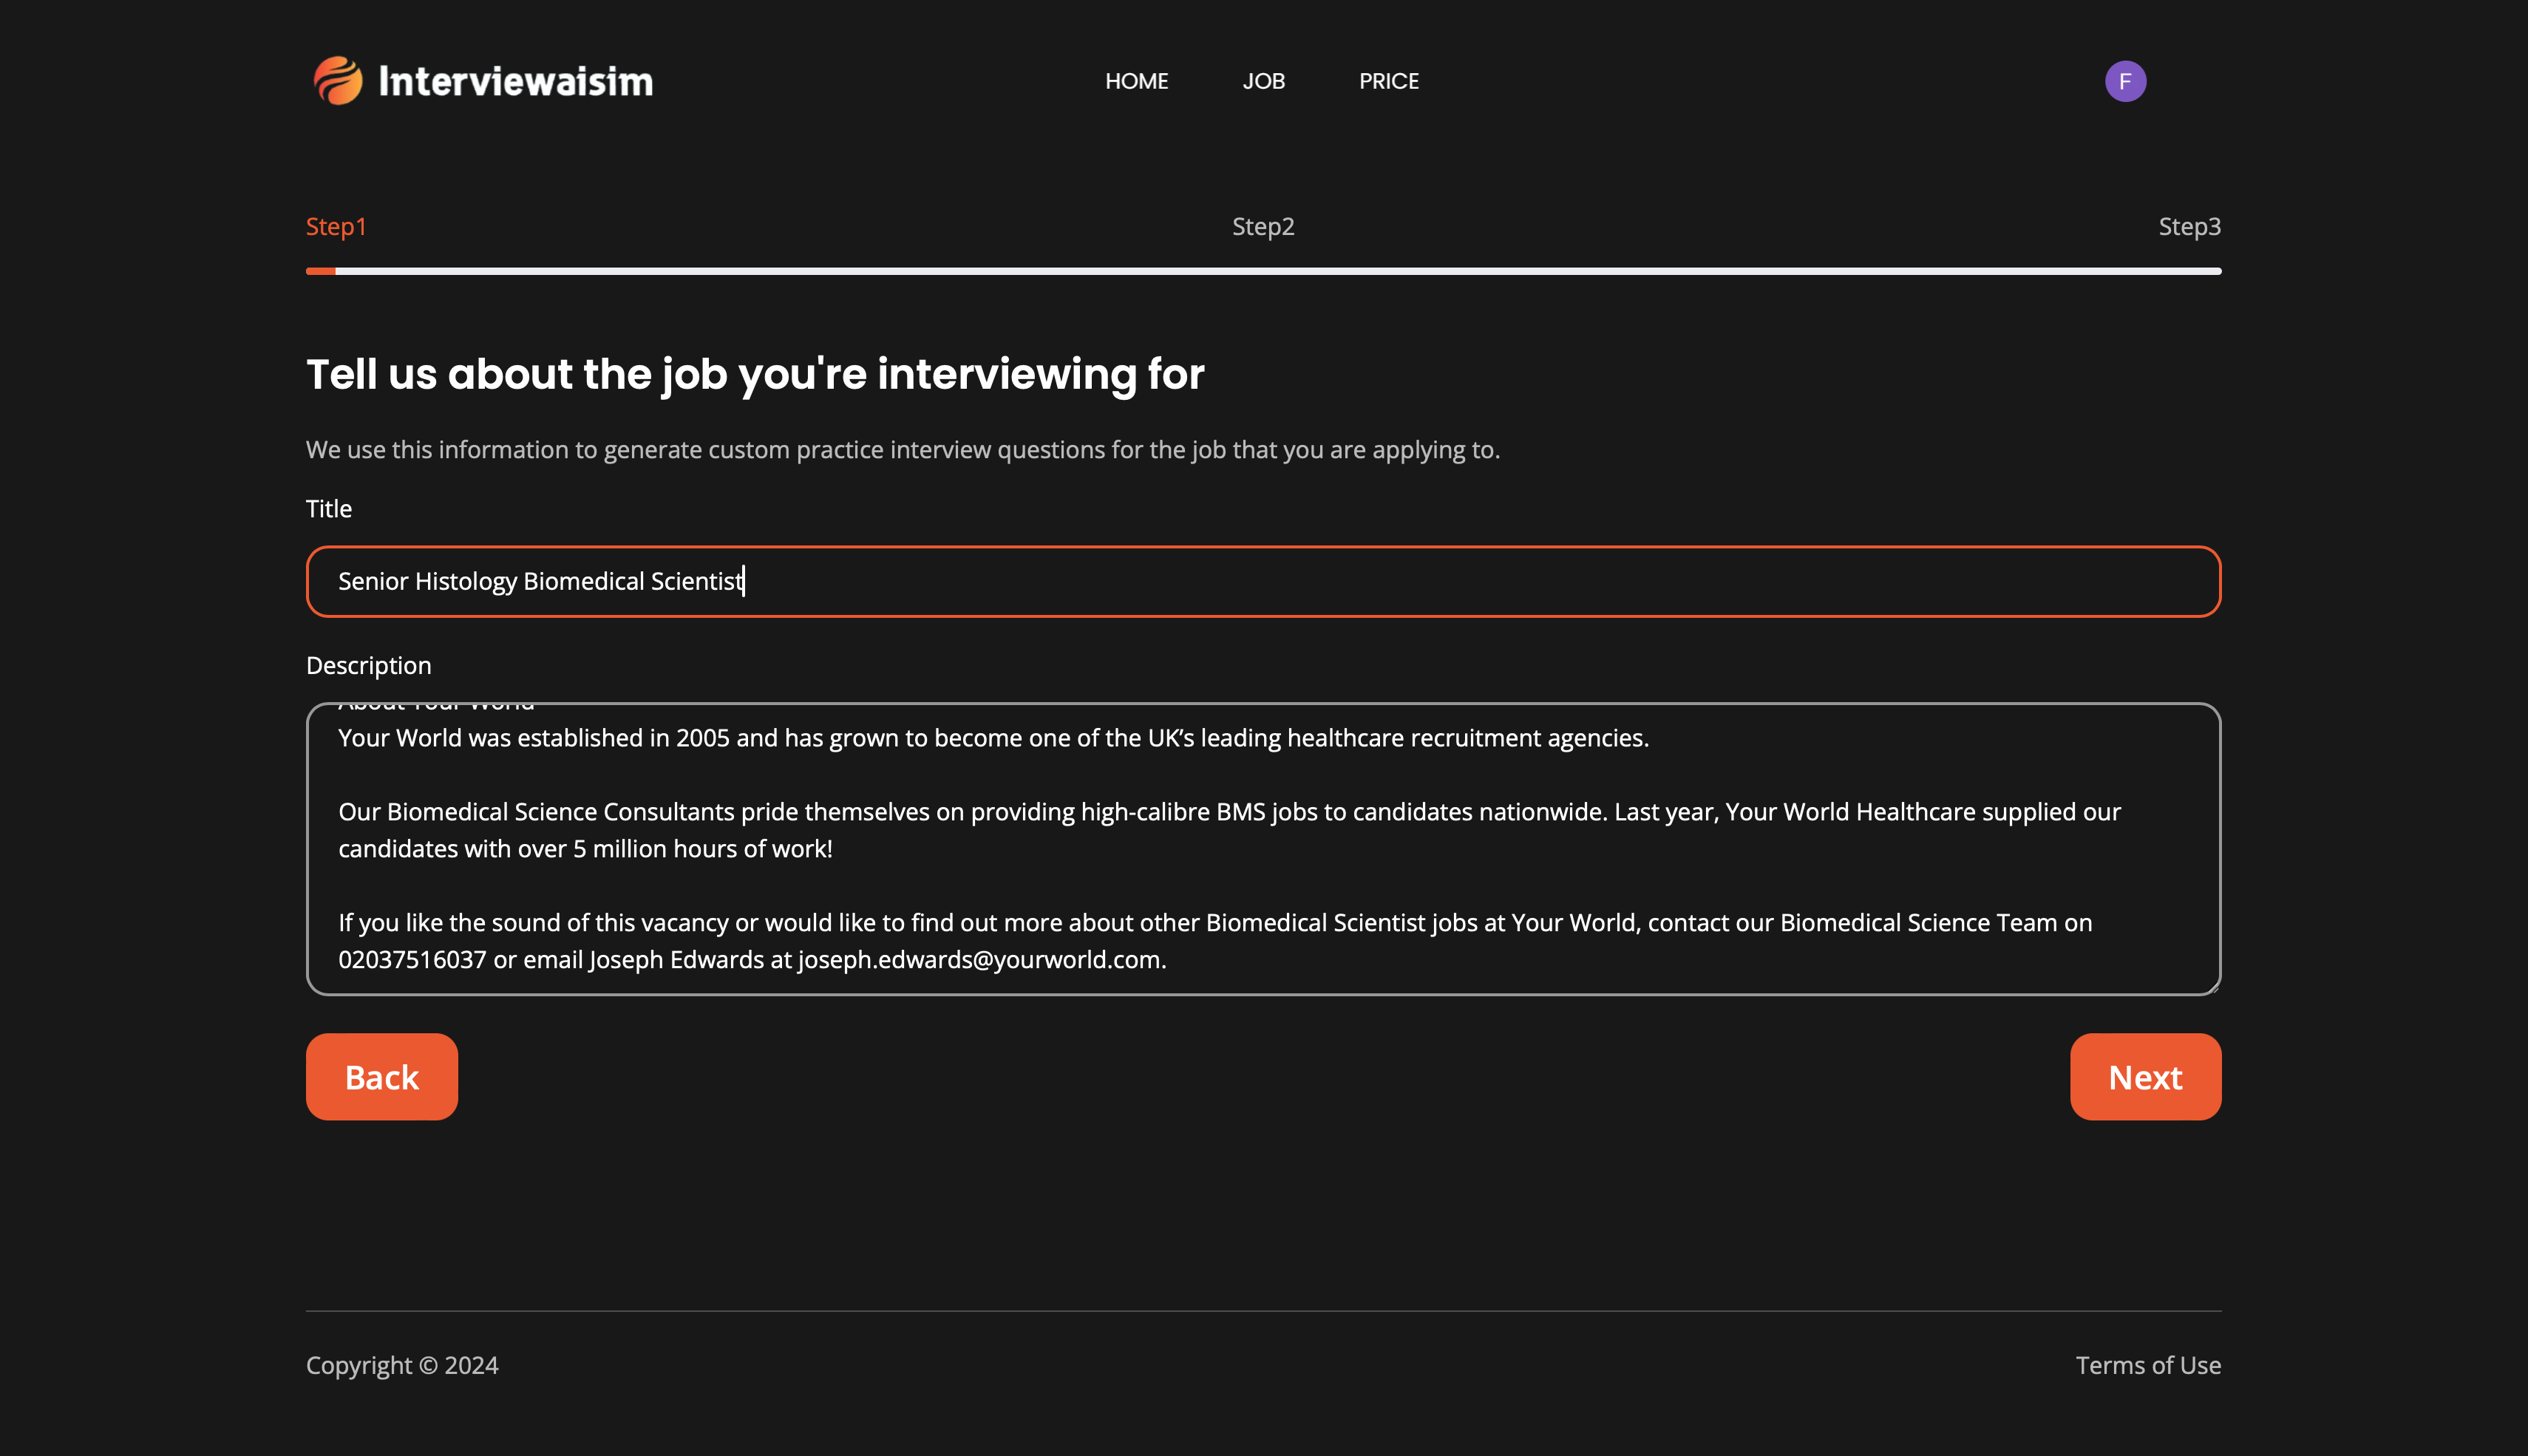 Interviewaisim
HOME
JOB
PRICE
F
Step1
Step2
Step3
Tell us about the job you're interviewing for
We use this information to generate custom practice interview questions for the job that you are applying to.
Title
Senior Histology Biomedical Scientist
Description
About Your World
Your World was established in 2005 and has grown to become one of the UK’s leading healthcare recruitment agencies.
Our Biomedical Science Consultants pride themselves on providing high-calibre BMS jobs to candidates nationwide. Last year, Your World Healthcare supplied our
candidates with over 5 million hours of work!
If you like the sound of this vacancy or would like to find out more about other Biomedical Scientist jobs at Your World, contact our Biomedical Science Team on
02037516037 or email Joseph Edwards at joseph.edwards@yourworld.com.
Back
Next
Copyright © 2024
Terms of Use